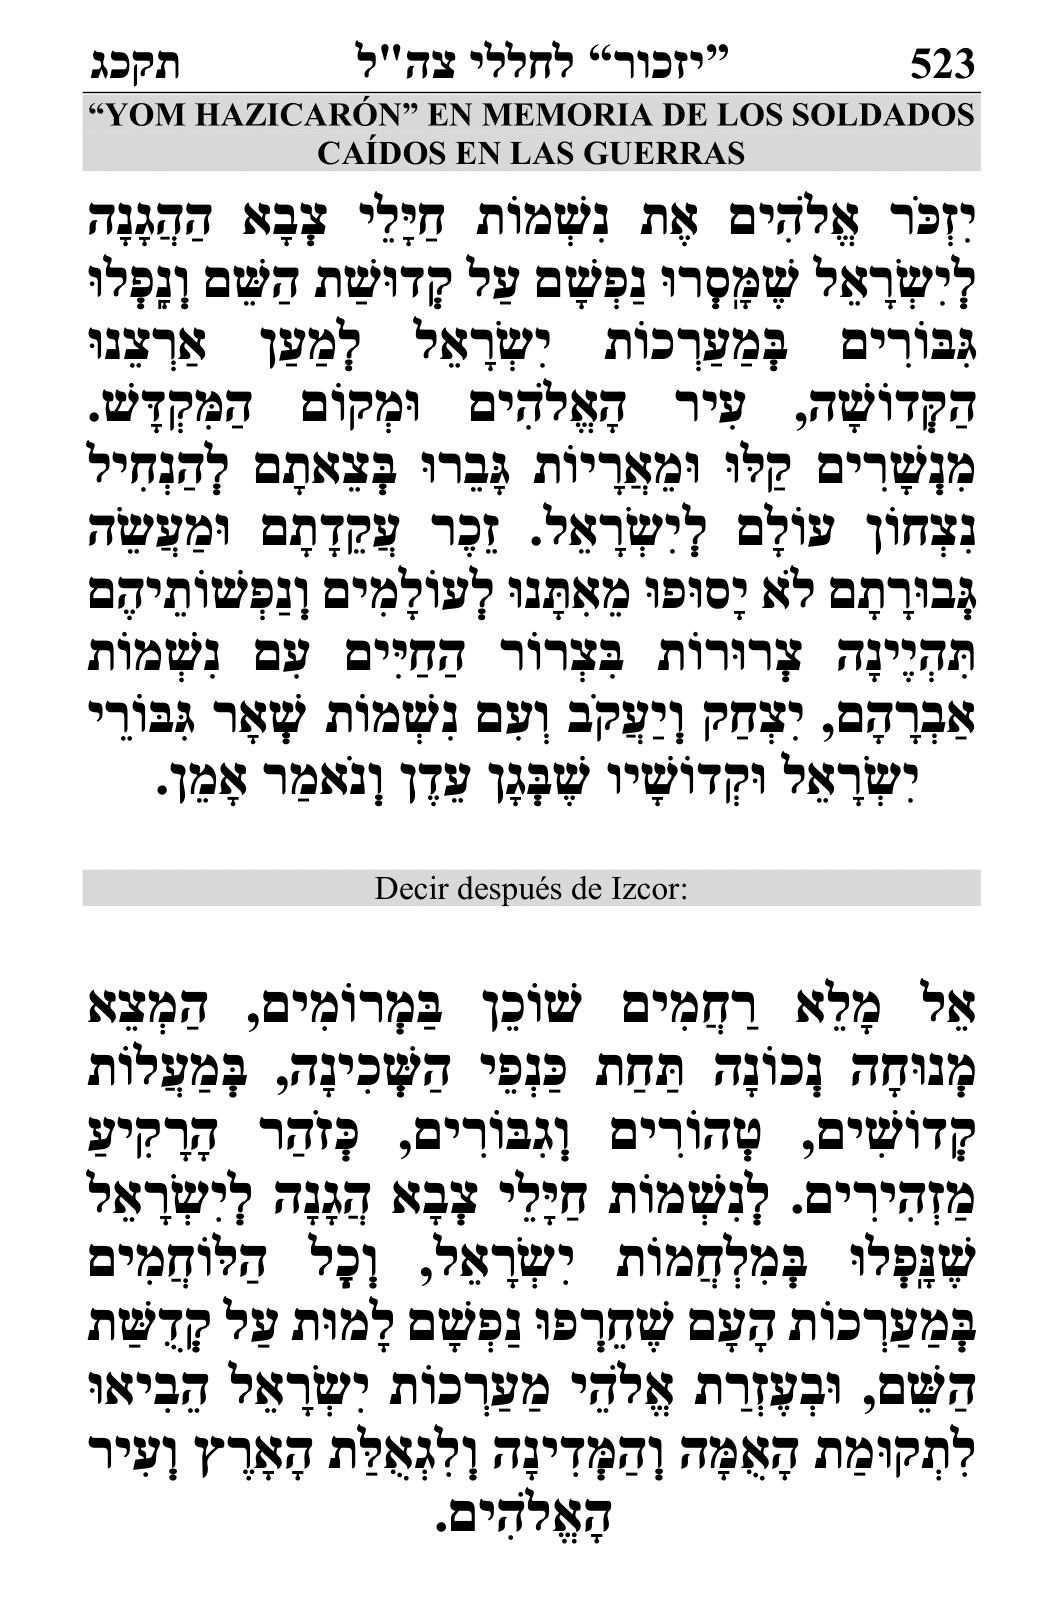 523 ”יזכור“ לחללי צה"ל תקכג
“YOM HAZICARÓN” EN MEMORIA DE LOS SOLDADOS
CAÍDOS EN LAS GUERRAS
יִזְכֹּר אֱלֹהִים אֶת נִשְׁמוֹת חַיָּלֵי צְבָא הַהֲגָנָה
לְיִשְׂרָאֵל שֶׁמָּסְרוּ נַפְשָׁם עַל קְדוּשַׁת הַשֵּׁם וְנָפְלוּ
גִּבּוֹרִים בְּמַעַרְכוֹת יִשְׂרָאֵל לְמַעַן אַרְצֵנוּ
הַקְּדוֹשָׁה, עִיר הָאֱלֹהִים וּמְקוֹם הַמִּקְדָּשׁ.
מִנְּשָׁרִים קַלּוּ וּמֵאֲרָיוֹת גָּבֵרוּ בְּצֵאתָם לְהַנְחִיל
נִצְחוֹן עוֹלָם לְיִשְׂרָאֵל. זֵכֶר עֲקֵדָתָם וּמַעֲשֵׂה
גְּבוּרָתָם לֹא יָסוּפוּ מֵאִתָּנוּ לְעוֹלָמִים וְנַפְשׁוֹתֵיהֶם
תִּהְיֶינָה צְרוּרוֹת בִּצְרוֹר הַחַיִּים עִם נִשְׁמוֹת
אַבְרָהָם, יִצְחַק וְיַעֲקֹב וְעִם נִשְׁמוֹת שְׁאָר גִּבּוֹרֵי
יִשְׂרָאֵל וּקְדוֹשָׁיו שֶׁבְּגָן עֵדֶן וְנֹאמַר אָמֵן.
Decir después de Izcor:
אֵל מָלֵא רַחֲמִים שׁוֹכֵן בַּמְּרוֹמִים, הַמְצֵא
מְנוּחָה נְכוֹנָה תַּחַת כַּנְפֵי הַשְּׁכִינָה, בְּמַעֲלוֹת
קְדוֹשִׁים, טְהוֹרִים וְגִבּוֹרִים, כְּזֹהַר הָרָקִיעַ
מַזְהִירִים. לְנִשְׁמוֹת חַיָּלֵי צְבָא הֲגָנָה לְיִשְׂרָאֵל
שֶׁנָּפְלוּ בְּמִלְחֲמוֹת יִשְׂרָאֵל, וְכָל הַלּוֹחֲמִים
בְּמַעַרְכוֹת הָעָם שֶׁחֵרְפוּ נַפְשָׁם לָמוּת עַל קְדֻשַּׁת
הַשֵּׁם, וּבְעֶזְרַת אֱלֹהֵי מַעַרְכוֹת יִשְׂרָאֵל הֵבִיאוּ
לִתְקוּמַת הָאֻמָּה וְהַמְּדִינָה וְלִגְאֻלַּת הָאָרֶץ וְעִיר
הָאֱלֹהִים.